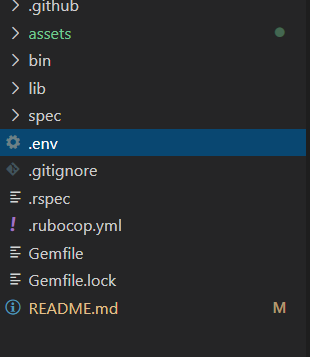 .github
assets
bin
lib
spec
.env
.gitignore
.rspec
.rubocop.yml
Gemfile
Gemfile.lock
README.md M